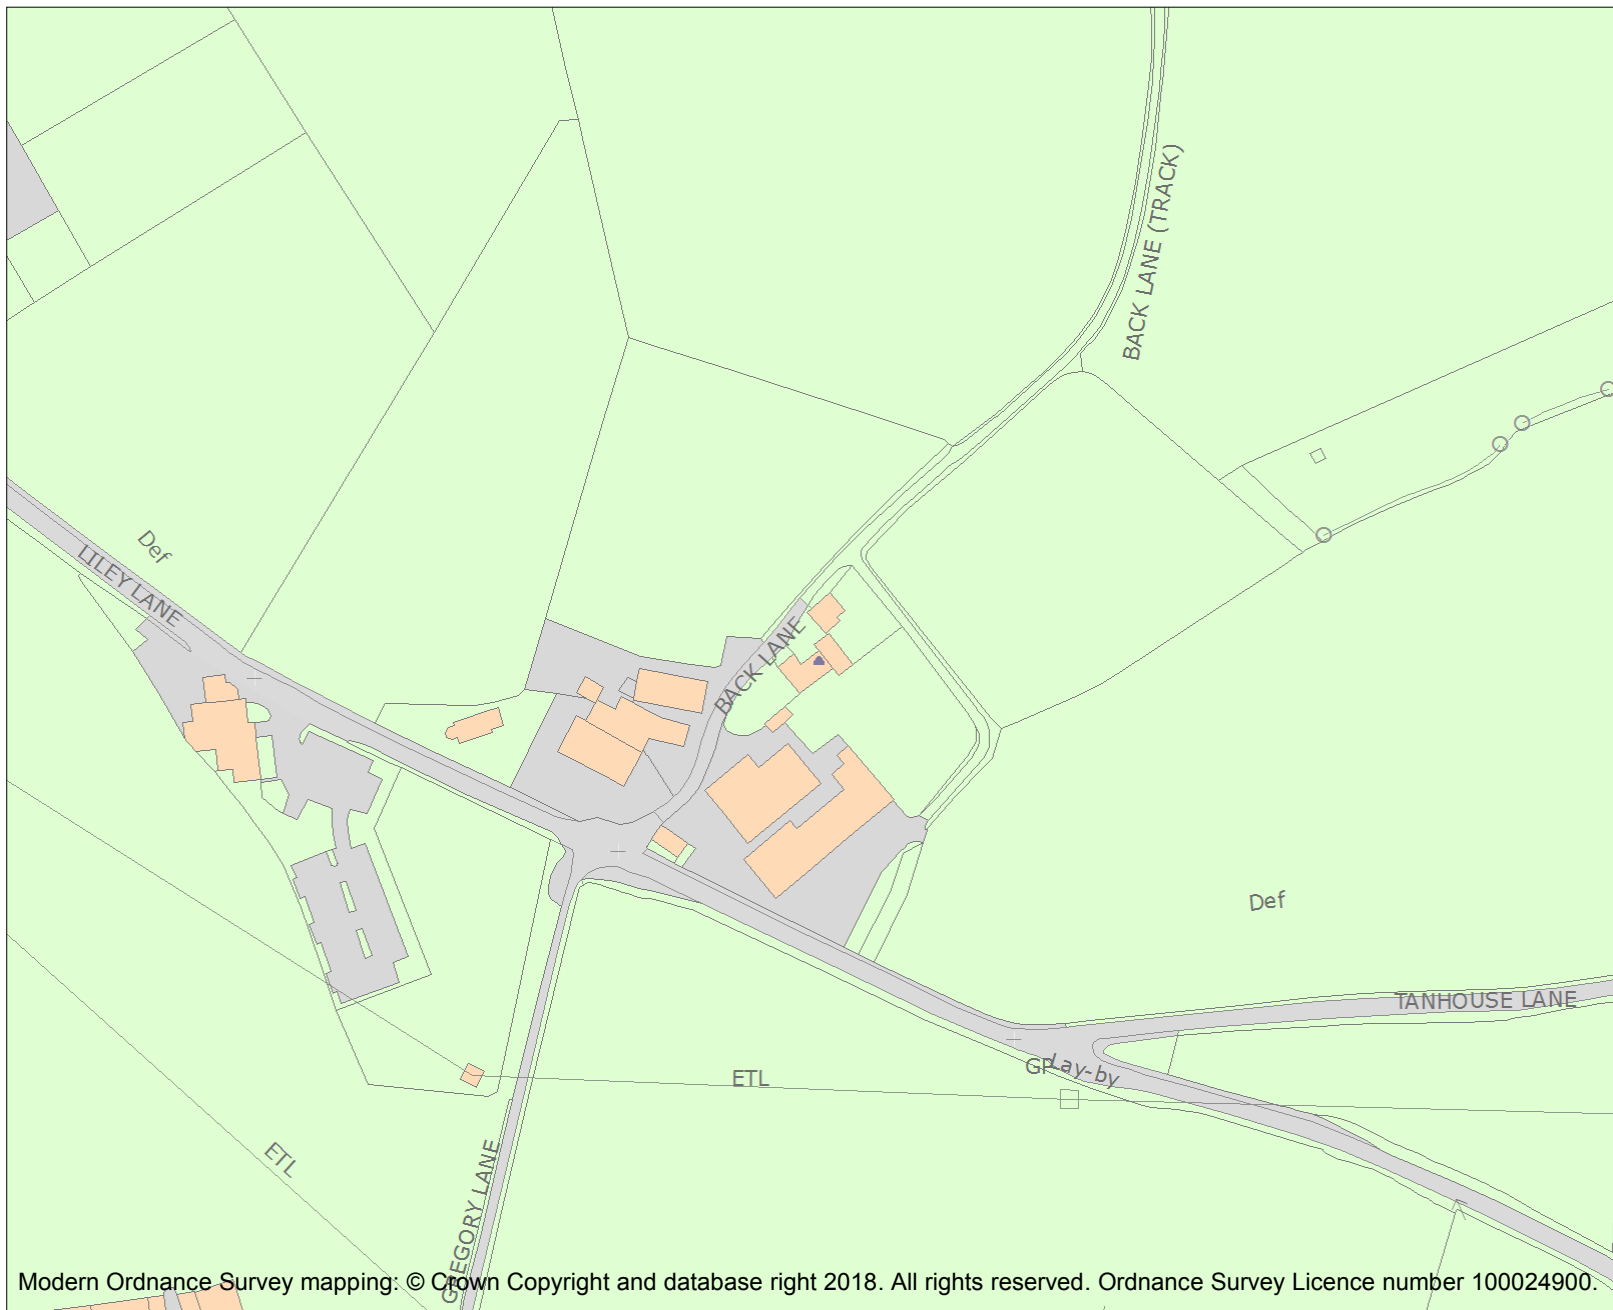 BACK LANE (TRACK)
Def
LILEY LANE
BACK LANE
Def
TANHOUSE LANE
GP
Lay-by
ETL
ETL
GREGORY LANE
Modern Ordnance Survey mapping: © Crown Copyright and database right 2018. All rights reserved. Ordnance Survey Licence number 100024900.